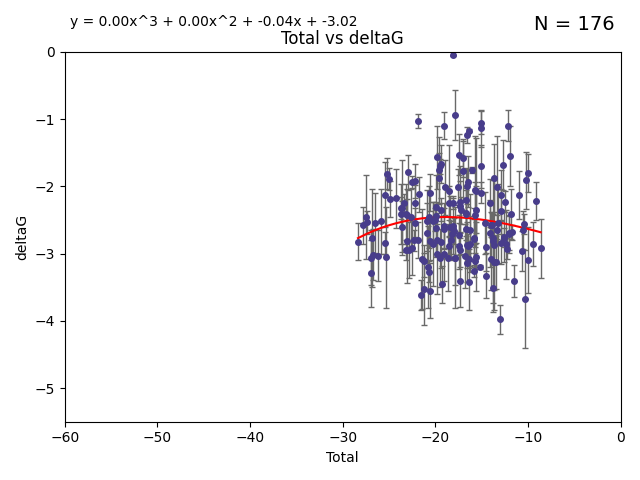 y = 0.00x^3 + 0.00x^2 + -0.04x + -3.02
N = 176
Total vs deltaG
0
−1
−2
−3
−4
−5
deltaG
−60 −50 −40 −30 −20 −10 0
Total